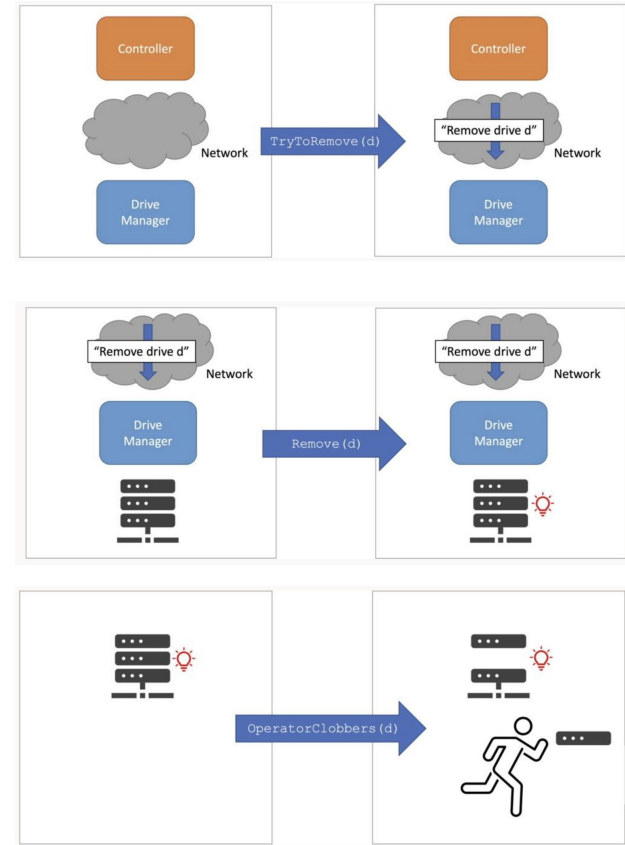 Controller
Controller
Network
TryToRemove(d)
"Remove drive d"
Network
Drive
Manager
Drive
Manager
"Remove drive d"
Network
"Remove drive d"
Network
Drive
Manager
Remove(d)
Drive
Manager
OperatorClobbers(d)